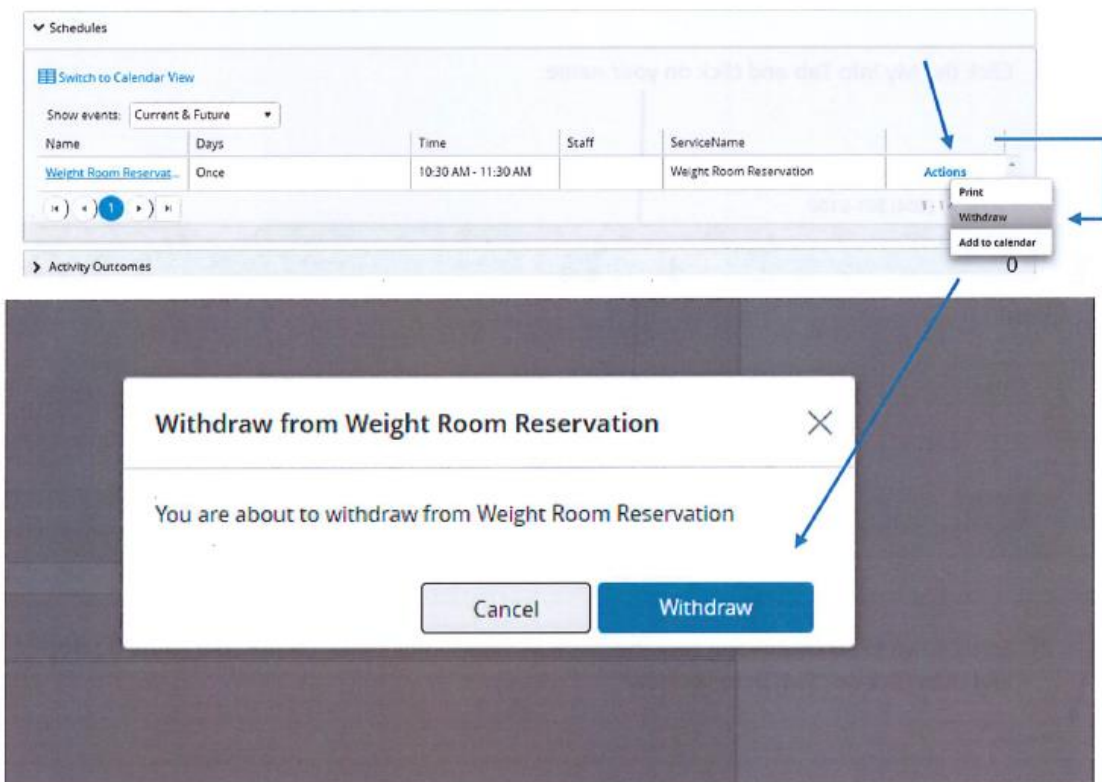 Schedules
Switch to Calendar View
Show events: Current & Future
Name Days Time Staff ServiceName
Weight Room Reservat... Once 10:30 AM - 11:30 AM Weight Room Reservation Actions
1
Print
Withdraw
Add to calendar
Activity Outcomes
Withdraw from Weight Room Reservation
You are about to withdraw from Weight Room Reservation
Cancel Withdraw